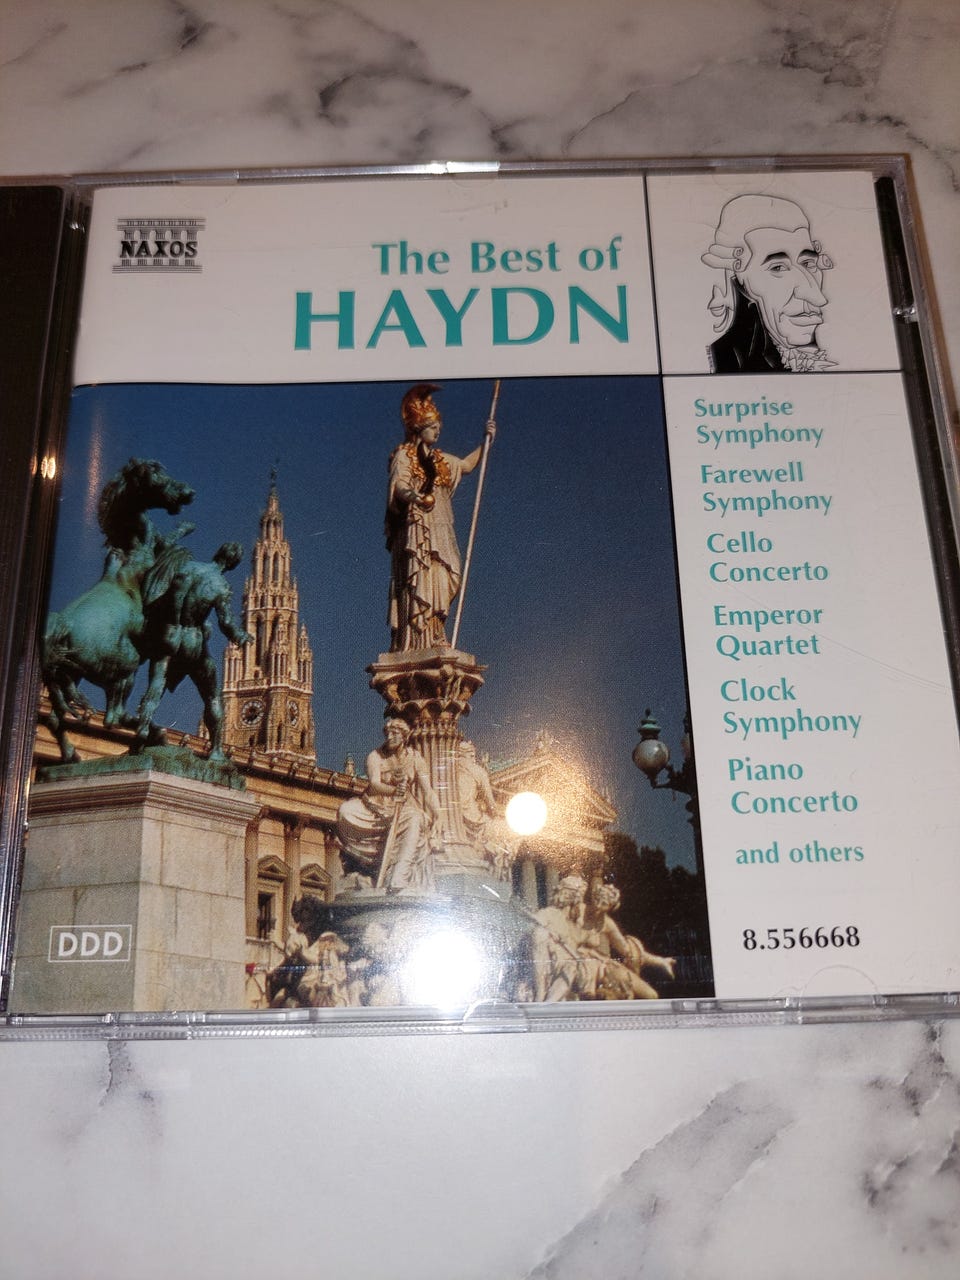 NAXOS
The Best of
HAYDN
Surprise
Symphony
Farewell
Symphony
Cello
Concerto
Emperor
Quartet
Clock
Symphony
Piano
Concerto
and others
DDD
8.556668